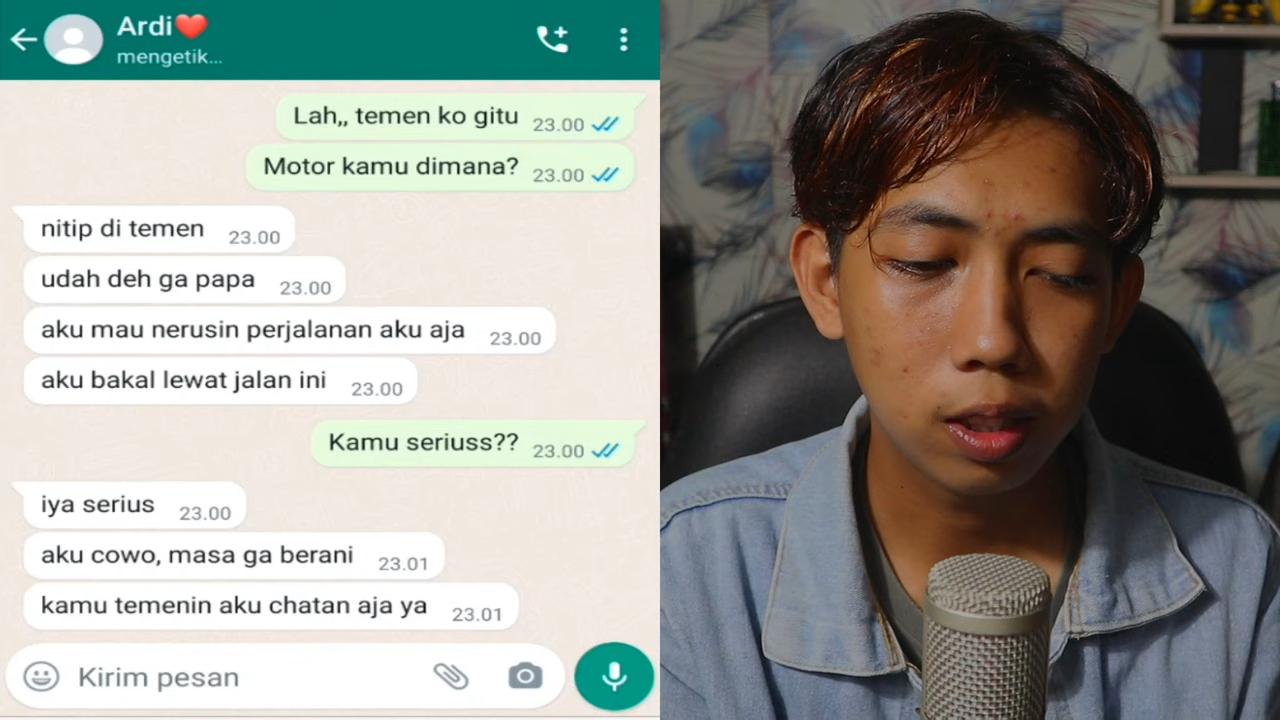 Ardi❤️
mengetik...
Lah,, temen ko gitu 23.00
Motor kamu dimana? 23.00
nitip di temen 23.00
udah deh ga papa 23.00
aku mau nerusin perjalanan aku aja 23.00
aku bakal lewat jalan ini 23.00
Kamu seriuss?? 23.00
iya serius 23.00
aku cowo, masa ga berani 23.01
kamu temenin aku chatan aja ya 23.01
Kirim pesan